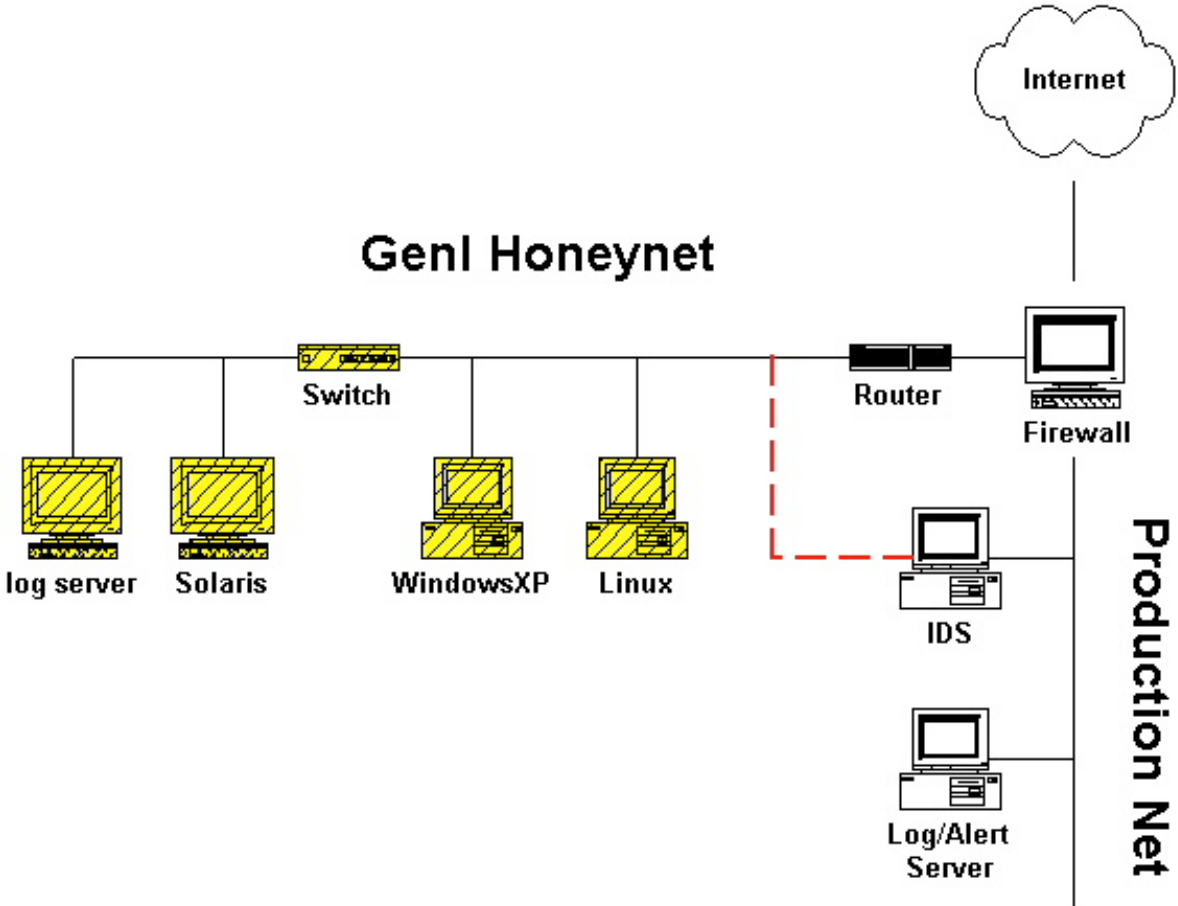 Internet
GenI Honeynet
Switch
Router
Firewall
log server
Solaris
WindowsXP
Linux
IDS
Production Net
Log/Alert
Server